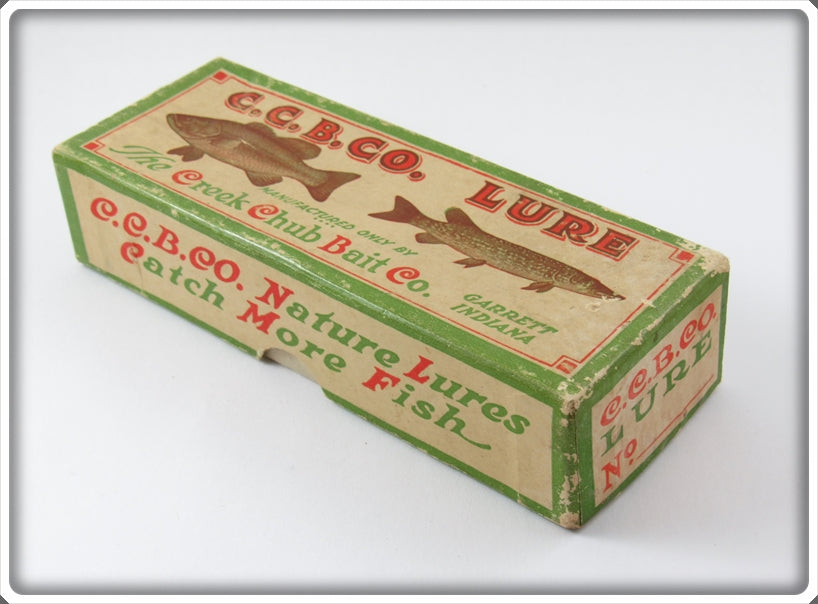 C.C.B.CO. LURE
MANUFACTURED ONLY BY
The Creek Chub Bait Co.
GARRETT
INDIANA
C.C.B.CO. Nature Lures
Catch More Fish
C.C.B.CO.
LURE
No.